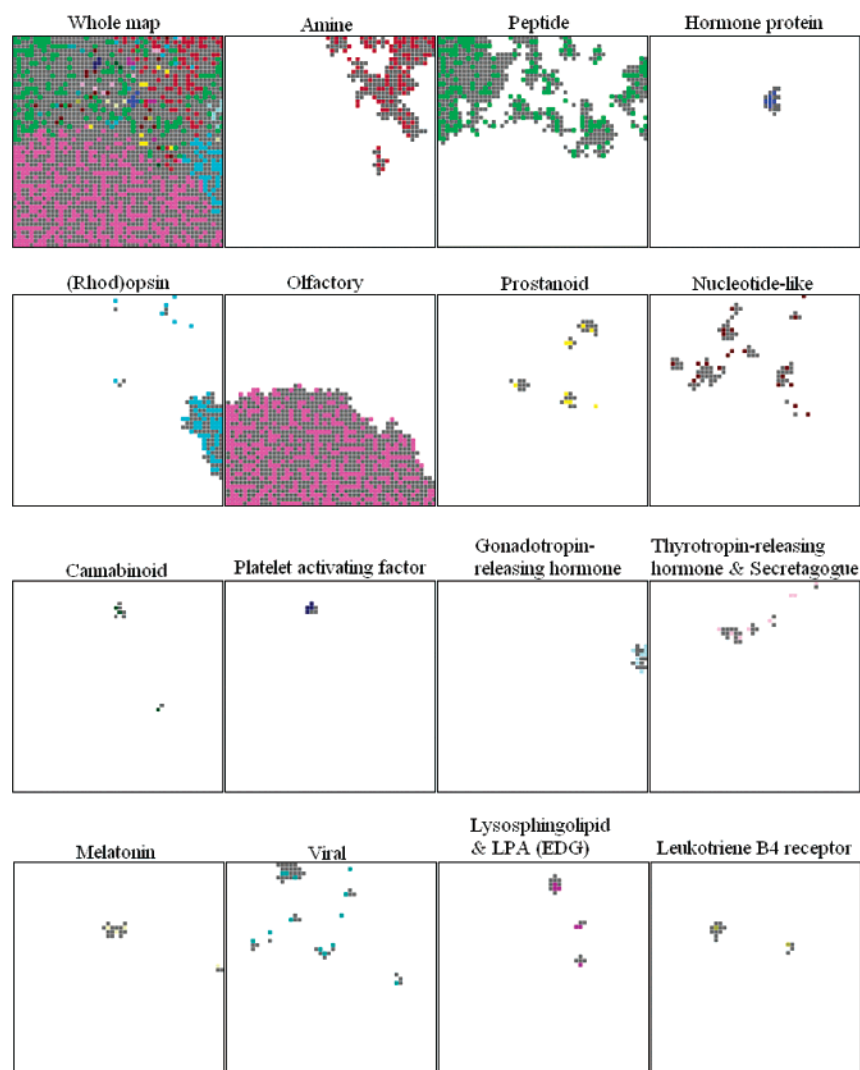 Whole map
Amine
Peptide
Hormone protein
(Rhod)opsin
Olfactory
Prostanoid
Nucleotide-like
Cannabinoid
Platelet activating factor
Gonadotropin-
releasing hormone
Thyrotropin-releasing
hormone & Secretagogue
Melatonin
Viral
Lysosphingolipid
& LPA (EDG)
Leukotriene B4 receptor